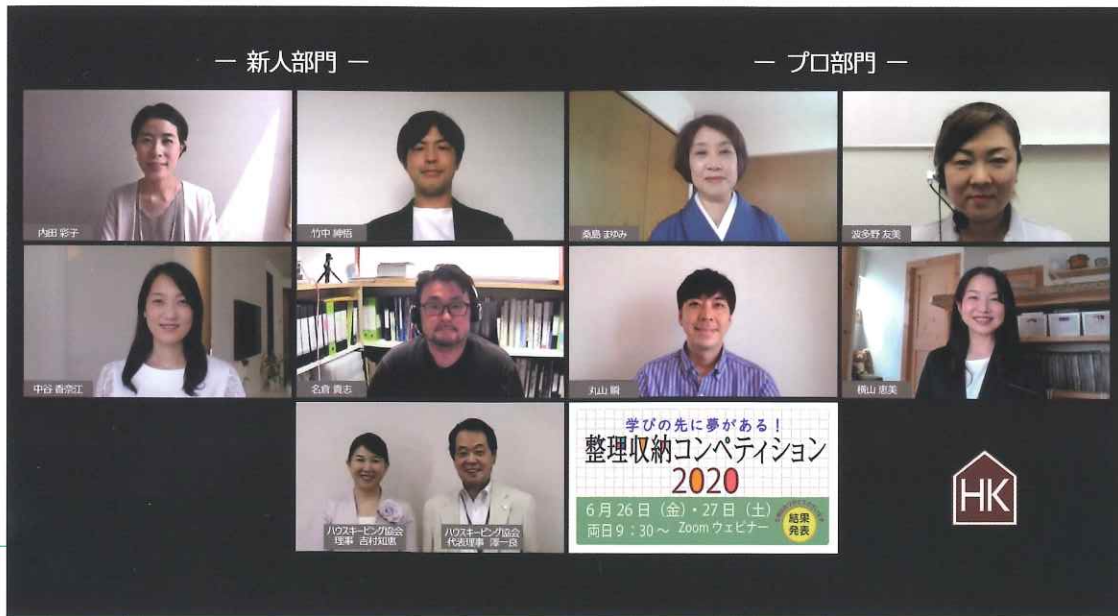 — 新人部門 —
— プロ部門 —
内田 彩子
竹中 紳悟
桑島 まゆみ
波多野 友美
中谷 香奈江
名倉 貴志
丸山 瞬
横山 恵美
ハウスキーピング協会
理事 吉村知恵
ハウスキーピング協会
代表理事 澤一良
学びの先に夢がある！
整理収納コンペティション
2020
6月26日（金）・27日（土）
両日9：30～ Zoomウェビナー
結果
発表
HK